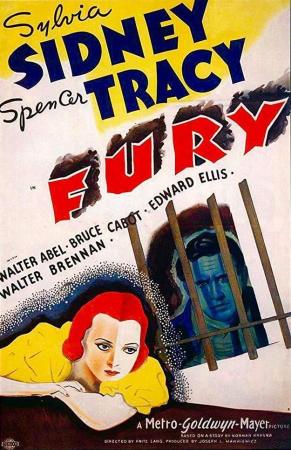 Sylvia
SIDNEY
Spencer
TRACY
IN
FURY
WITH
WALTER ABEL · BRUCE CABOT · EDWARD ELLIS ·
WALTER BRENNAN ·
A Metro-Goldwyn-Mayer PICTURE
BASED ON A STORY BY NORMAN KRASNA
DIRECTED BY FRITZ LANG. PRODUCED BY JOSEPH L. MANKIEWICZ